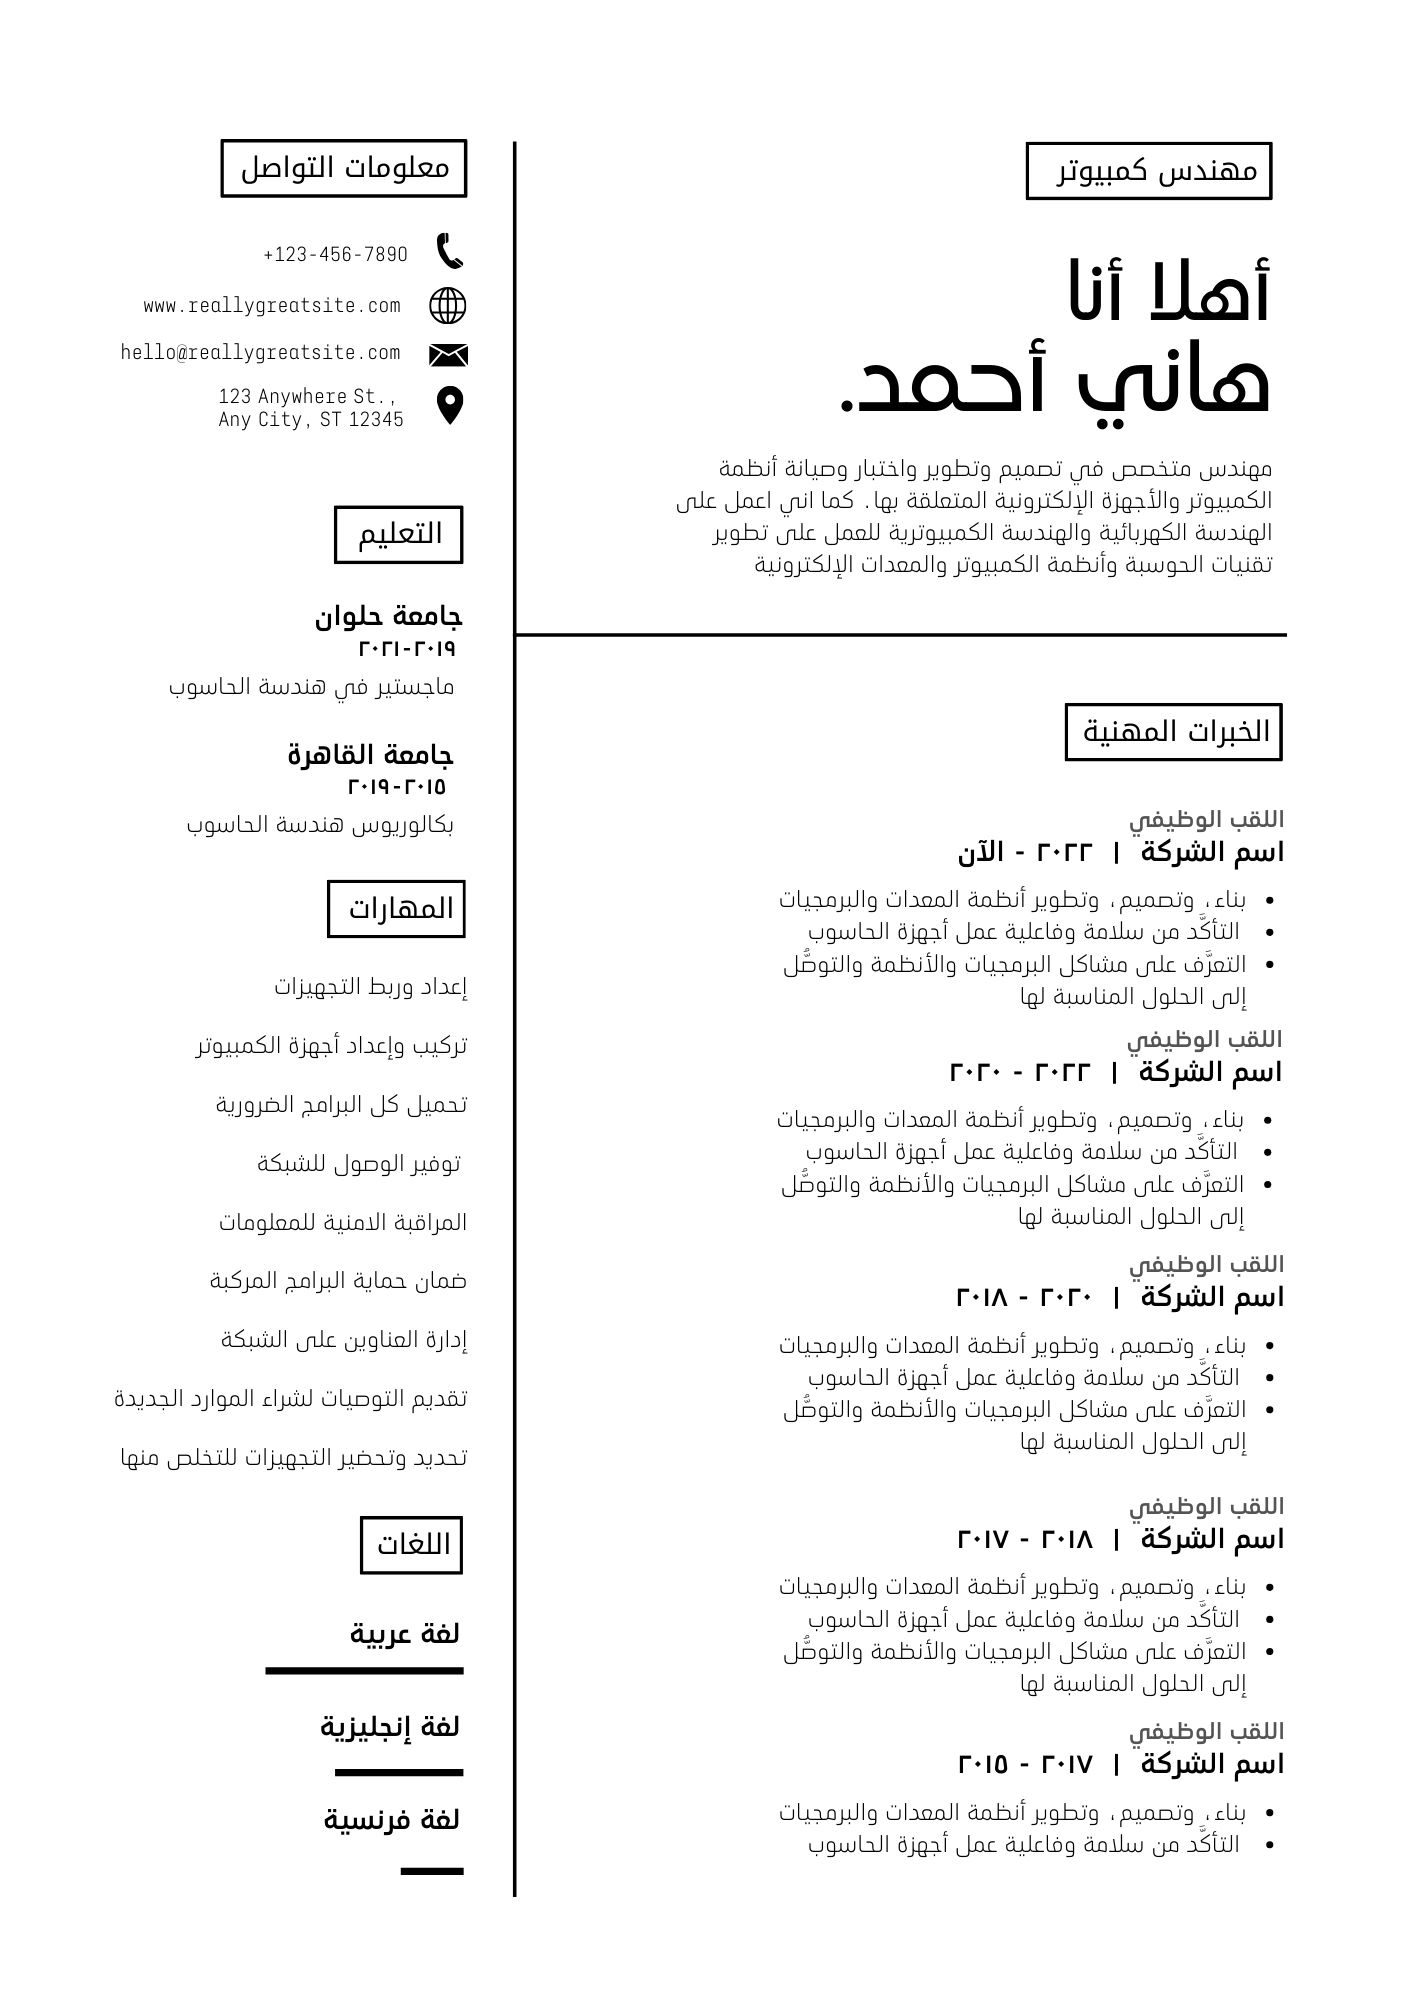 مهندس كمبيوتر
أهلا أنا
هاني أحمد.
مهندس متخصص في تصميم وتطوير واختبار وصيانة أنظمة
الكمبيوتر والأجهزة الإلكترونية المتعلقة بها. كما اني اعمل على
الهندسة الكهربائية والهندسة الكمبيوترية للعمل على تطوير
تقنيات الحوسبة وأنظمة الكمبيوتر والمعدات الإلكترونية
الخبرات المهنية
اللقب الوظيفي
اسم الشركة | ٢٠٢٢ - الآن
• بناء، وتصميم، وتطوير أنظمة المعدات والبرمجيات
• التأكَّد من سلامة وفاعلية عمل أجهزة الحاسوب
• التعرَّف على مشاكل البرمجيات والأنظمة والتوصُّل
إلى الحلول المناسبة لها
اللقب الوظيفي
اسم الشركة | ٢٠٢٢ - ٢٠٢٠
• بناء، وتصميم، وتطوير أنظمة المعدات والبرمجيات
• التأكَّد من سلامة وفاعلية عمل أجهزة الحاسوب
• التعرَّف على مشاكل البرمجيات والأنظمة والتوصُّل
إلى الحلول المناسبة لها
اللقب الوظيفي
اسم الشركة | ٢٠٢٠ - ٢٠١٨
• بناء، وتصميم، وتطوير أنظمة المعدات والبرمجيات
• التأكَّد من سلامة وفاعلية عمل أجهزة الحاسوب
• التعرَّف على مشاكل البرمجيات والأنظمة والتوصُّل
إلى الحلول المناسبة لها
اللقب الوظيفي
اسم الشركة | ٢٠١٨ - ٢٠١٧
• بناء، وتصميم، وتطوير أنظمة المعدات والبرمجيات
• التأكَّد من سلامة وفاعلية عمل أجهزة الحاسوب
• التعرَّف على مشاكل البرمجيات والأنظمة والتوصُّل
إلى الحلول المناسبة لها
اللقب الوظيفي
اسم الشركة | ٢٠١٧ - ٢٠١٥
• بناء، وتصميم، وتطوير أنظمة المعدات والبرمجيات
• التأكَّد من سلامة وفاعلية عمل أجهزة الحاسوب
معلومات التواصل
+123-456-7890
www.reallygreatsite.com
hello@reallygreatsite.com
123 Anywhere St.,
Any City, ST 12345
التعليم
جامعة حلوان
٢٠١٩-٢٠٢١
ماجستير في هندسة الحاسوب
جامعة القاهرة
٢٠١٥-٢٠١٩
بكالوريوس هندسة الحاسوب
المهارات
إعداد وربط التجهيزات
تركيب وإعداد أجهزة الكمبيوتر
تحميل كل البرامج الضرورية
توفير الوصول للشبكة
المراقبة الامنية للمعلومات
ضمان حماية البرامج المركبة
إدارة العناوين على الشبكة
تقديم التوصيات لشراء الموارد الجديدة
تحديد وتحضير التجهيزات للتخلص منها
اللغات
لغة عربية
لغة إنجليزية
لغة فرنسية